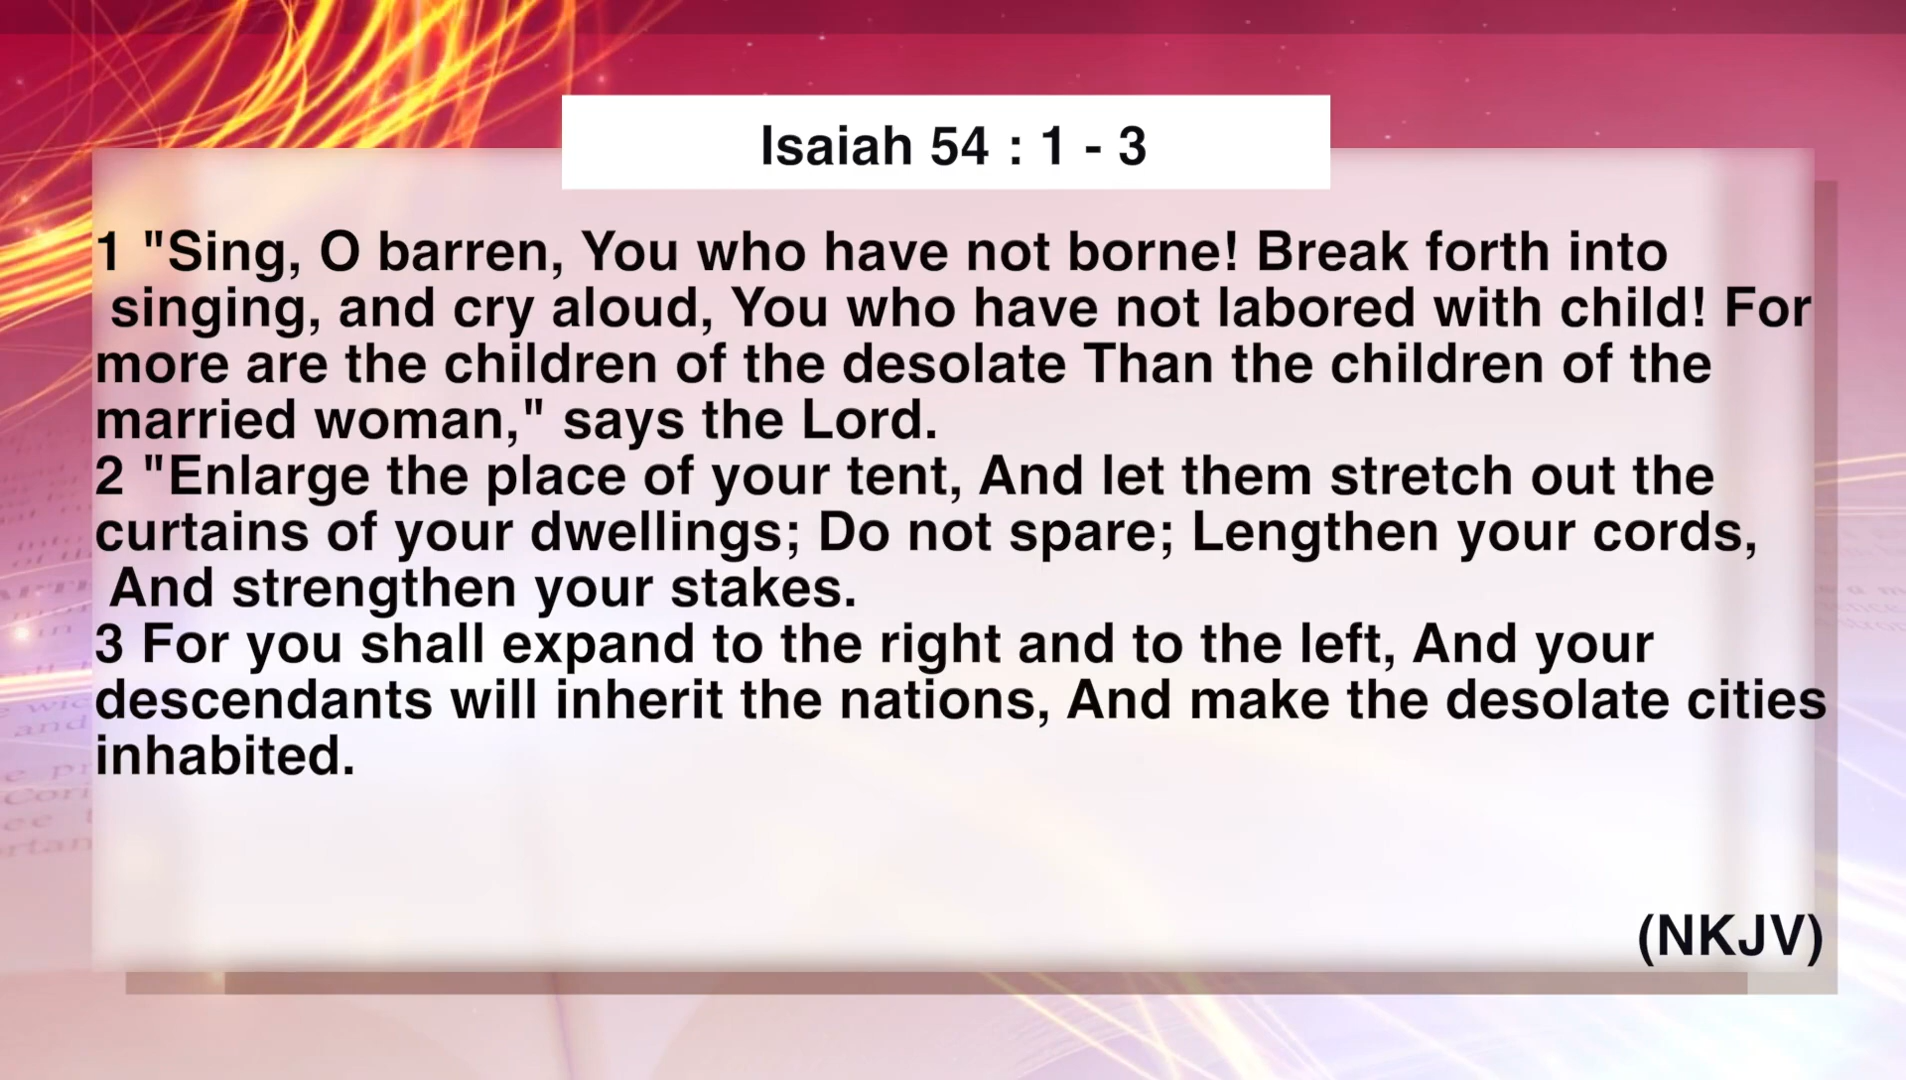 Isaiah 54 : 1 - 3
1 "Sing, O barren, You who have not borne! Break forth into
singing, and cry aloud, You who have not labored with child! For
more are the children of the desolate Than the children of the
married woman," says the Lord.
2 "Enlarge the place of your tent, And let them stretch out the
curtains of your dwellings; Do not spare; Lengthen your cords,
And strengthen your stakes.
3 For you shall expand to the right and to the left, And your
descendants will inherit the nations, And make the desolate cities
inhabited.
(NKJV)